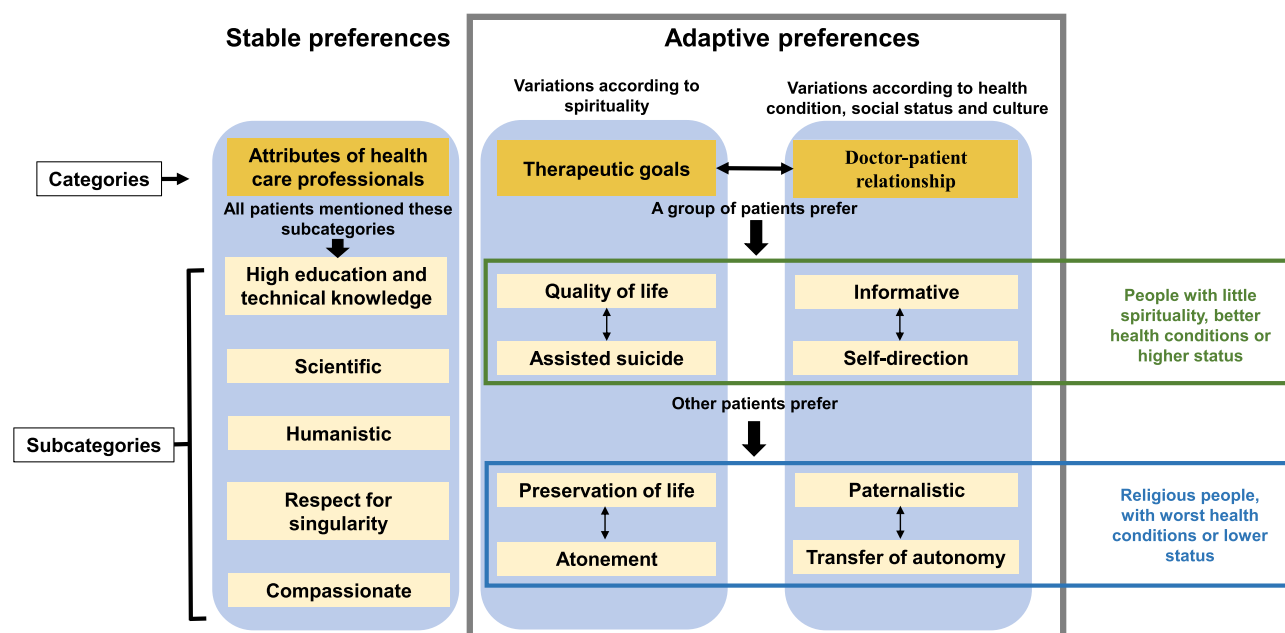 Stable preferences
Adaptive preferences
Variations according to
spirituality
Variations according to health
condition, social status and culture
Categories
Attributes of health
care professionals
Therapeutic goals
Doctor-patient
relationship
All patients mentioned these
subcategories
A group of patients prefer
High education and
technical knowledge
Quality of life
Informative
People with little
spirituality, better
health conditions or
higher status
Scientific
Assisted suicide
Self-direction
Other patients prefer
Subcategories
Humanistic
Respect for
singularity
Preservation of life
Paternalistic
Religious people,
with worst health
conditions or lower
status
Atonement
Transfer of autonomy
Compassionate